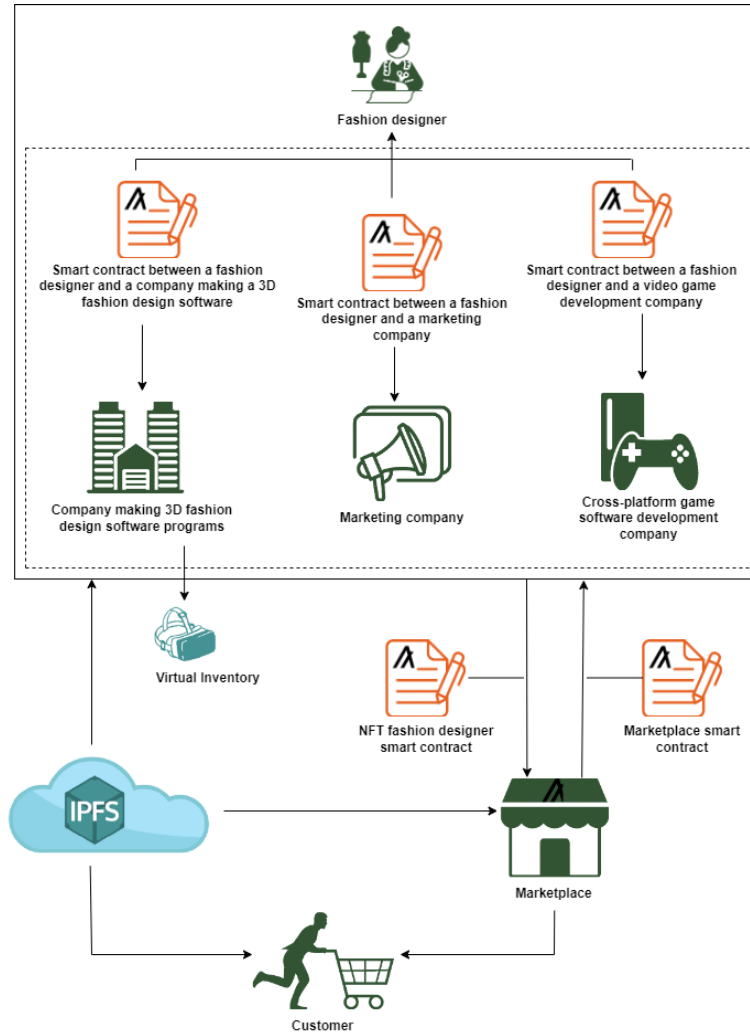 Fashion designer
Smart contract between a fashion
designer and a company making a 3D
fashion design software
Smart contract between a fashion
designer and a marketing
company
Smart contract between a fashion
designer and a video game
development company
Company making 3D fashion
design software programs
Marketing company
Cross-platform game
software development
company
Virtual Inventory
NFT fashion designer
smart contract
Marketplace smart
contract
IPFS
Marketplace
Customer